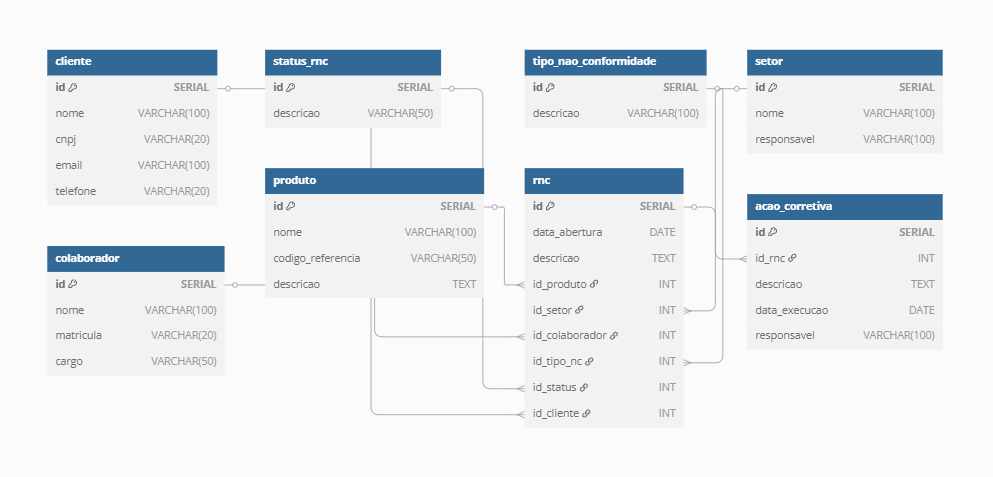 cliente
id SERIAL
nome VARCHAR(100)
cnpj VARCHAR(20)
email VARCHAR(100)
telefone VARCHAR(20)
status_rnc
id SERIAL
descricao VARCHAR(50)
tipo_nao_conformidade
id SERIAL
descricao VARCHAR(100)
setor
id SERIAL
nome VARCHAR(100)
responsavel VARCHAR(100)
produto
id SERIAL
nome VARCHAR(100)
codigo_referencia VARCHAR(50)
descricao TEXT
rnc
id SERIAL
data_abertura DATE
descricao TEXT
id_produto INT
id_setor INT
id_colaborador INT
id_tipo_nc INT
id_status INT
id_cliente INT
acao_corretiva
id SERIAL
id_rnc INT
descricao TEXT
data_execucao DATE
responsavel VARCHAR(100)
colaborador
id SERIAL
nome VARCHAR(100)
matricula VARCHAR(20)
cargo VARCHAR(50)